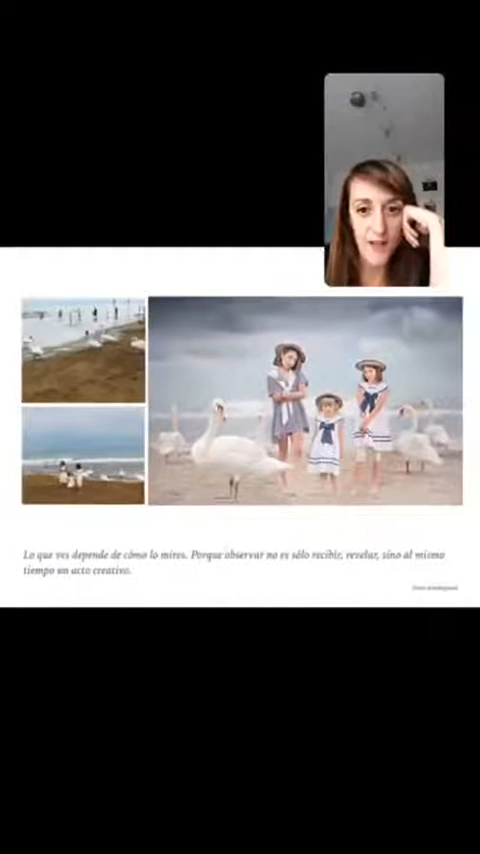 Lo que ves depende de cómo lo mires. Porque observar no es sólo recibir, revelar, sino al mismo
tiempo un acto creativo.